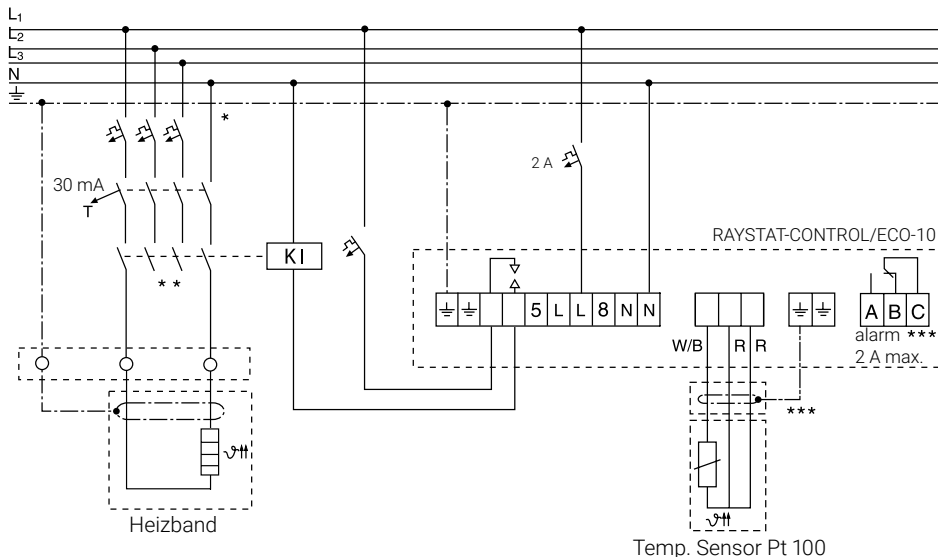 L1
L2
L3
N
*
2 A
30 mA
T
RAYSTAT-CONTROL/ECO-10
KI
* *
5 L L 8 N N
A B C
W/B R R
alarm ***
2 A max.
***
ϑ
ϑ
Heizband
Temp. Sensor Pt 100